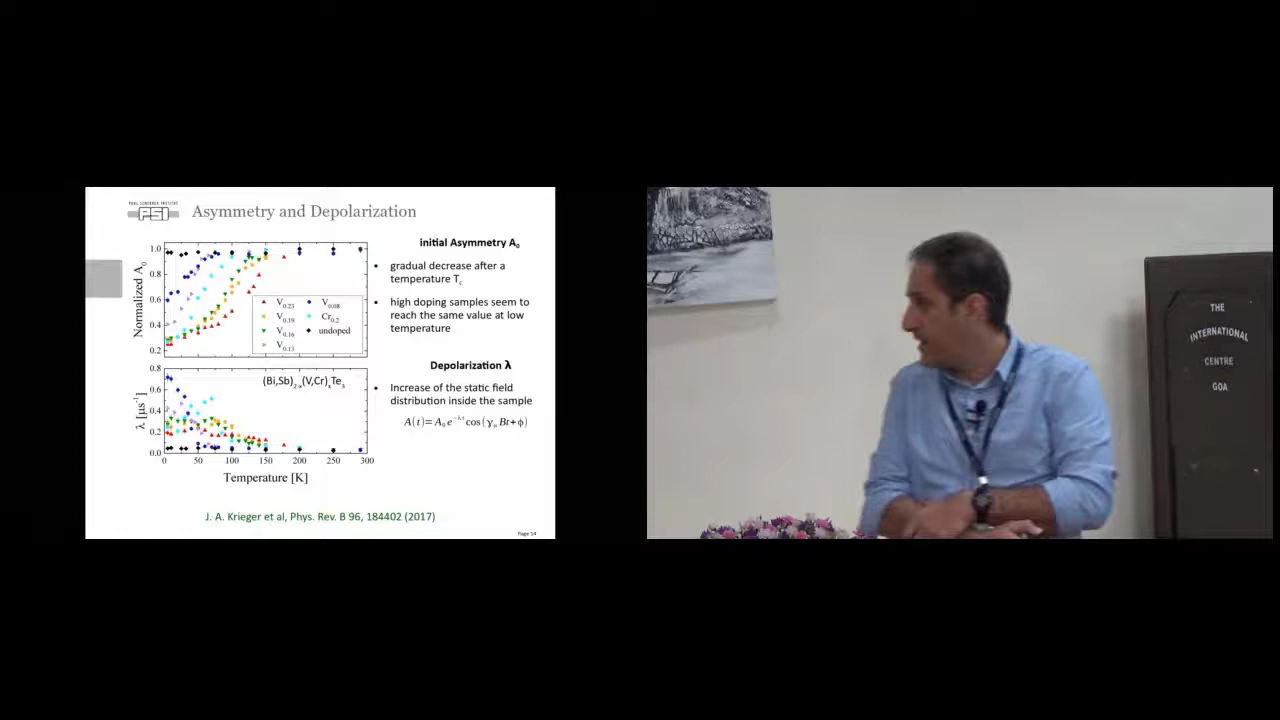 PAUL SCHERRER INSTITUT
PSI
Asymmetry and Depolarization
Normalized A0
1.0
0.8
0.6
0.4
0.2
V0.23
V0.08
V0.19
Cr0.2
V0.16
undoped
V0.13
λ [µs-1]
0.8
0.6
0.4
0.2
0.0
(Bi,Sb)2-x(V,Cr)xTe3
0 50 100 150 200 250 300
Temperature [K]
initial Asymmetry A0
• gradual decrease after a
temperature Tc
• high doping samples seem to
reach the same value at low
temperature
Depolarization λ
• Increase of the static field
distribution inside the sample
A(t)=A0 e-λt cos(γμ Bt+ϕ)
J. A. Krieger et al, Phys. Rev. B 96, 184402 (2017)
Page 14
THE
INTERNATIONAL
CENTRE
GOA